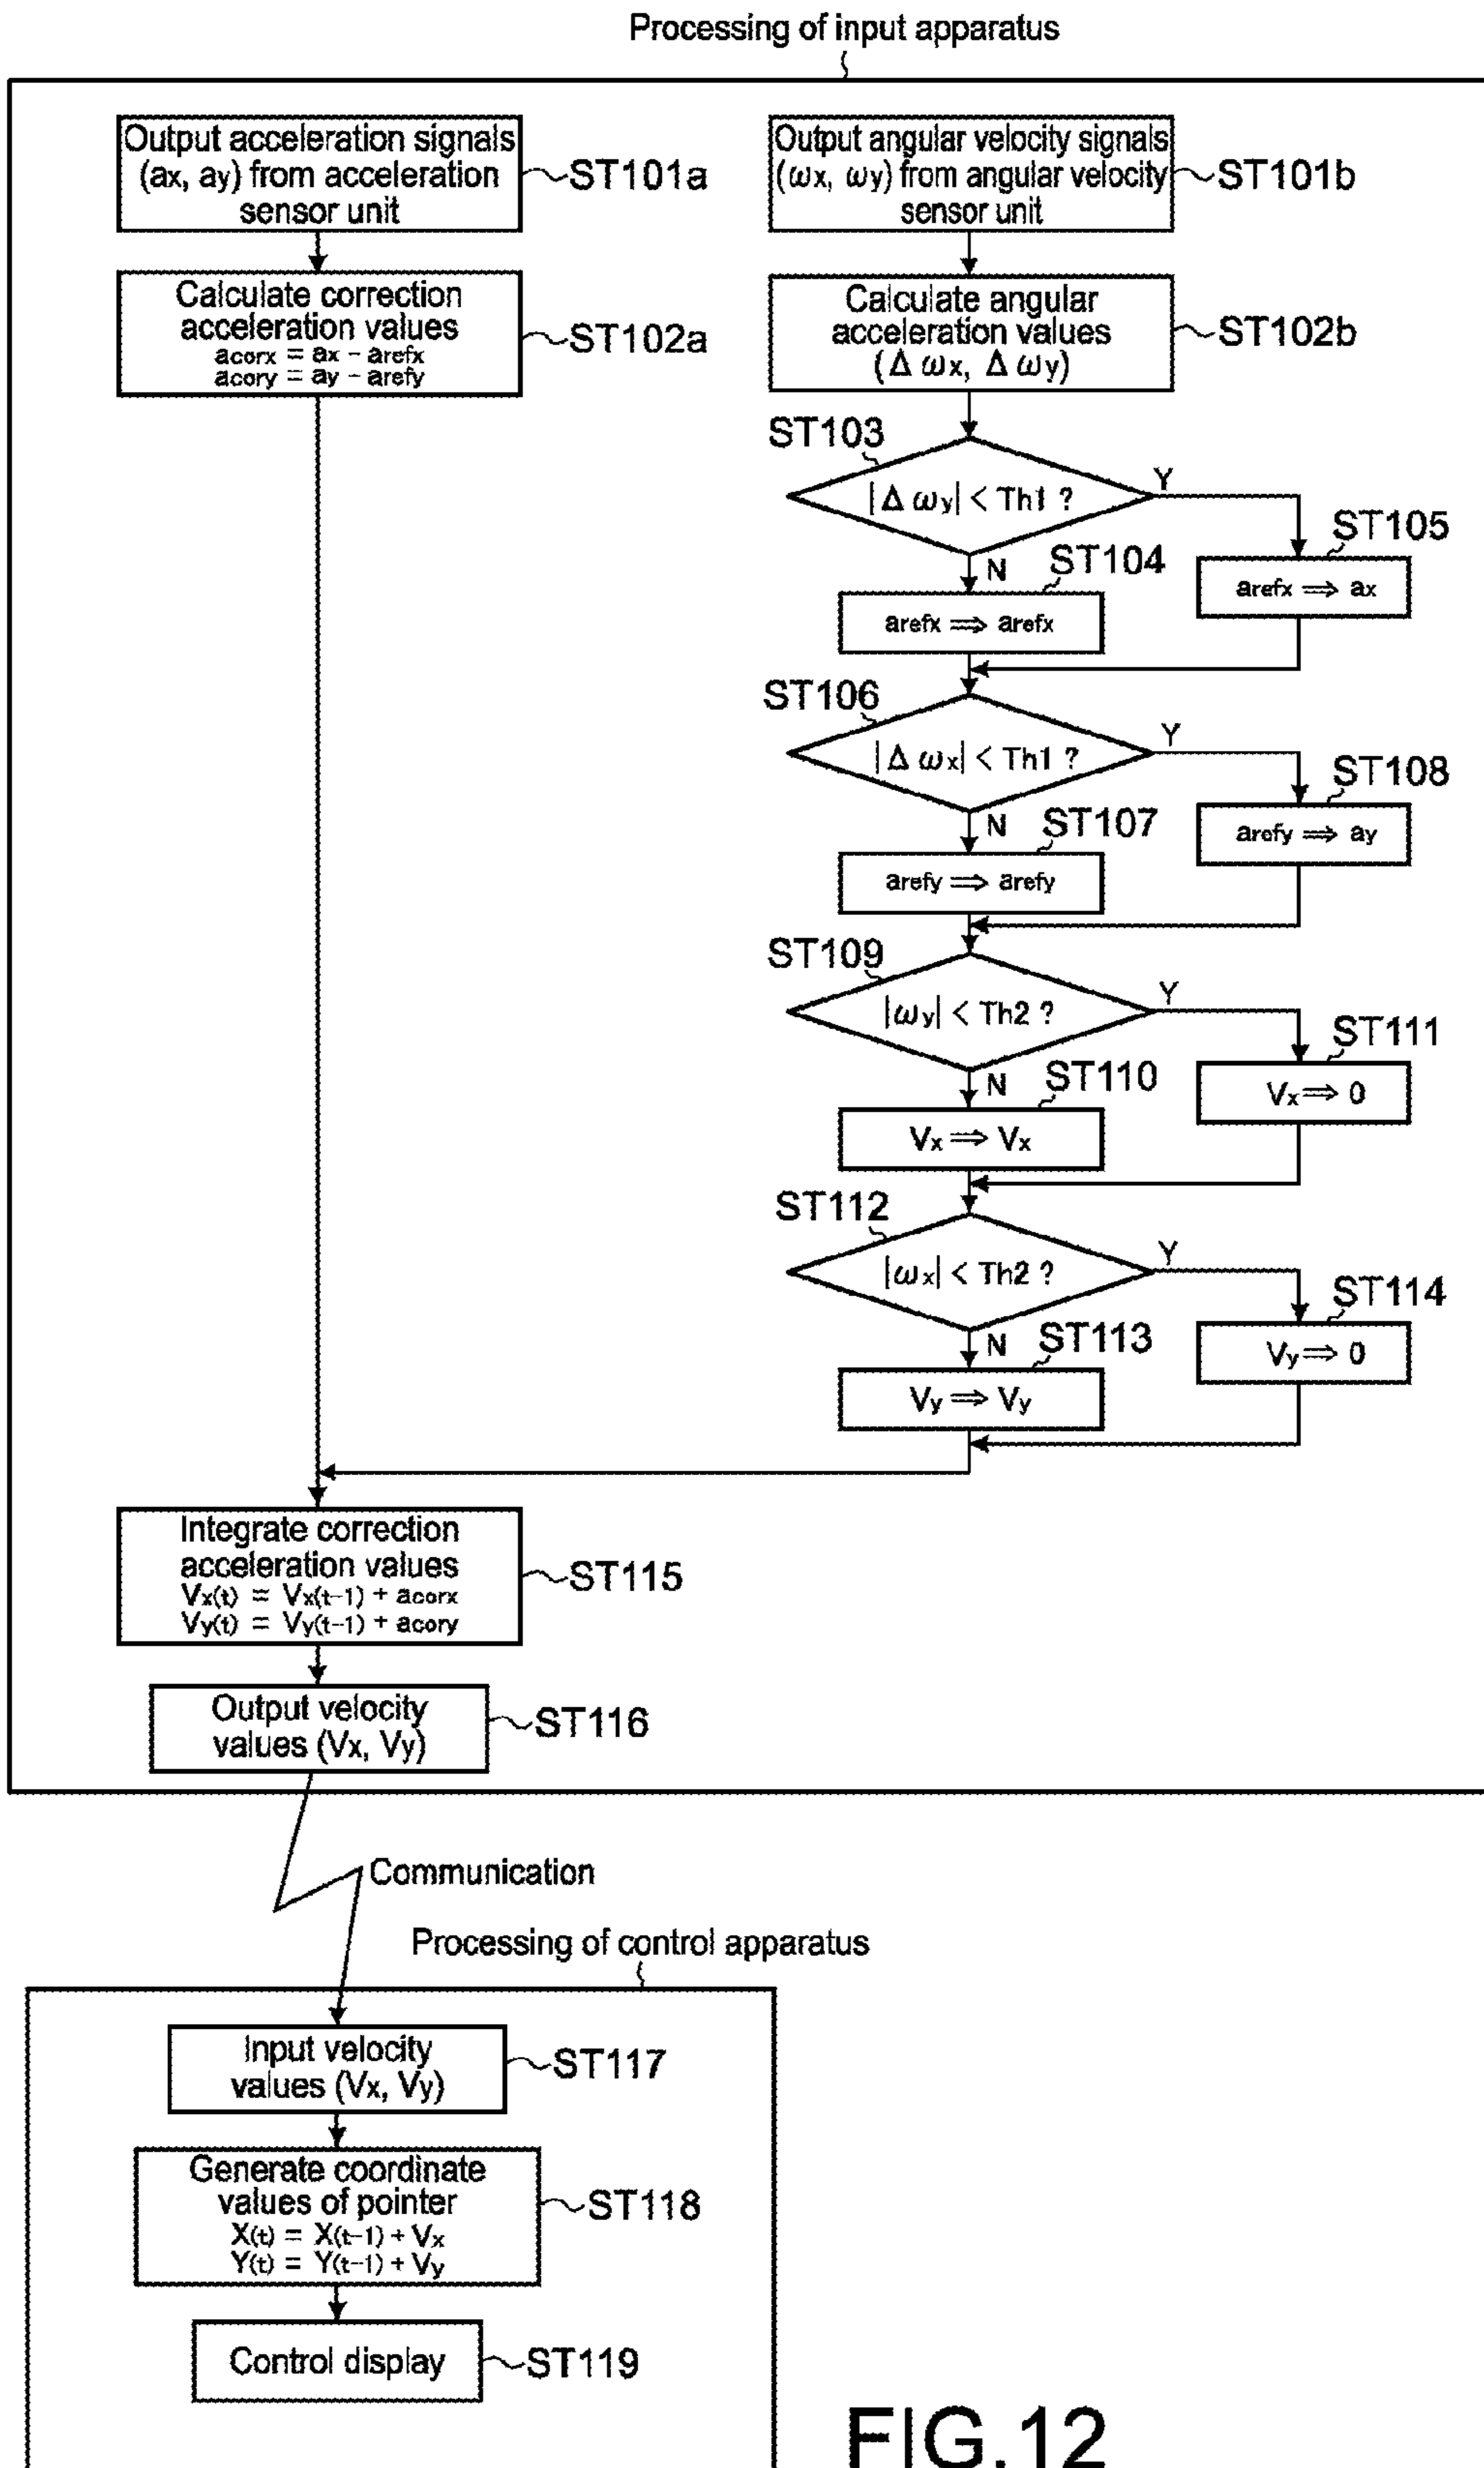 Processing of input apparatus
Output acceleration signals
(ax, ay) from acceleration
sensor unit
ST101a
Output angular velocity signals
(ωx, ωy) from angular velocity
sensor unit
ST101b
Calculate correction
acceleration values
acorx = ax - arefx
acory = ay - arefy
ST102a
Calculate angular
acceleration values
(Δωx, Δωy)
ST102b
ST103
|Δωy| < Th1 ?
Y
N
ST104
arefx ⇒ arefx
ST105
arefx ⇒ ax
ST106
|Δωx| < Th1 ?
Y
N
ST107
arefy ⇒ arefy
ST108
arefy ⇒ ay
ST109
|ωy| < Th2 ?
Y
N
ST110
Vx ⇒ Vx
ST111
Vx ⇒ 0
ST112
|ωx| < Th2 ?
Y
N
ST113
Vy ⇒ Vy
ST114
Vy ⇒ 0
Integrate correction
acceleration values
Vx(t) = Vx(t-1) + acorx
Vy(t) = Vy(t-1) + acory
ST115
Output velocity
values (Vx, Vy)
ST116
Communication
Processing of control apparatus
Input velocity
values (Vx, Vy)
ST117
Generate coordinate
values of pointer
X(t) = X(t-1) + Vx
Y(t) = Y(t-1) + Vy
ST118
Control display
ST119
FIG.12